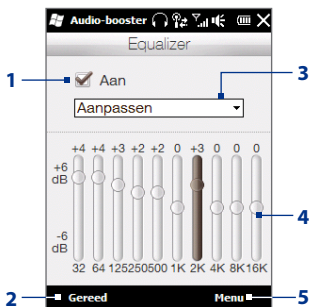 Audio-booster
Equalizer
1
Aan
3
Aanpassen
+4 +4 +3 +2 +2 0 +3 0 0 0
+6
dB
-6
dB
4
32 64 125 250 500 1K 2K 4K 8K 16K
2
Gereed
Menu
5